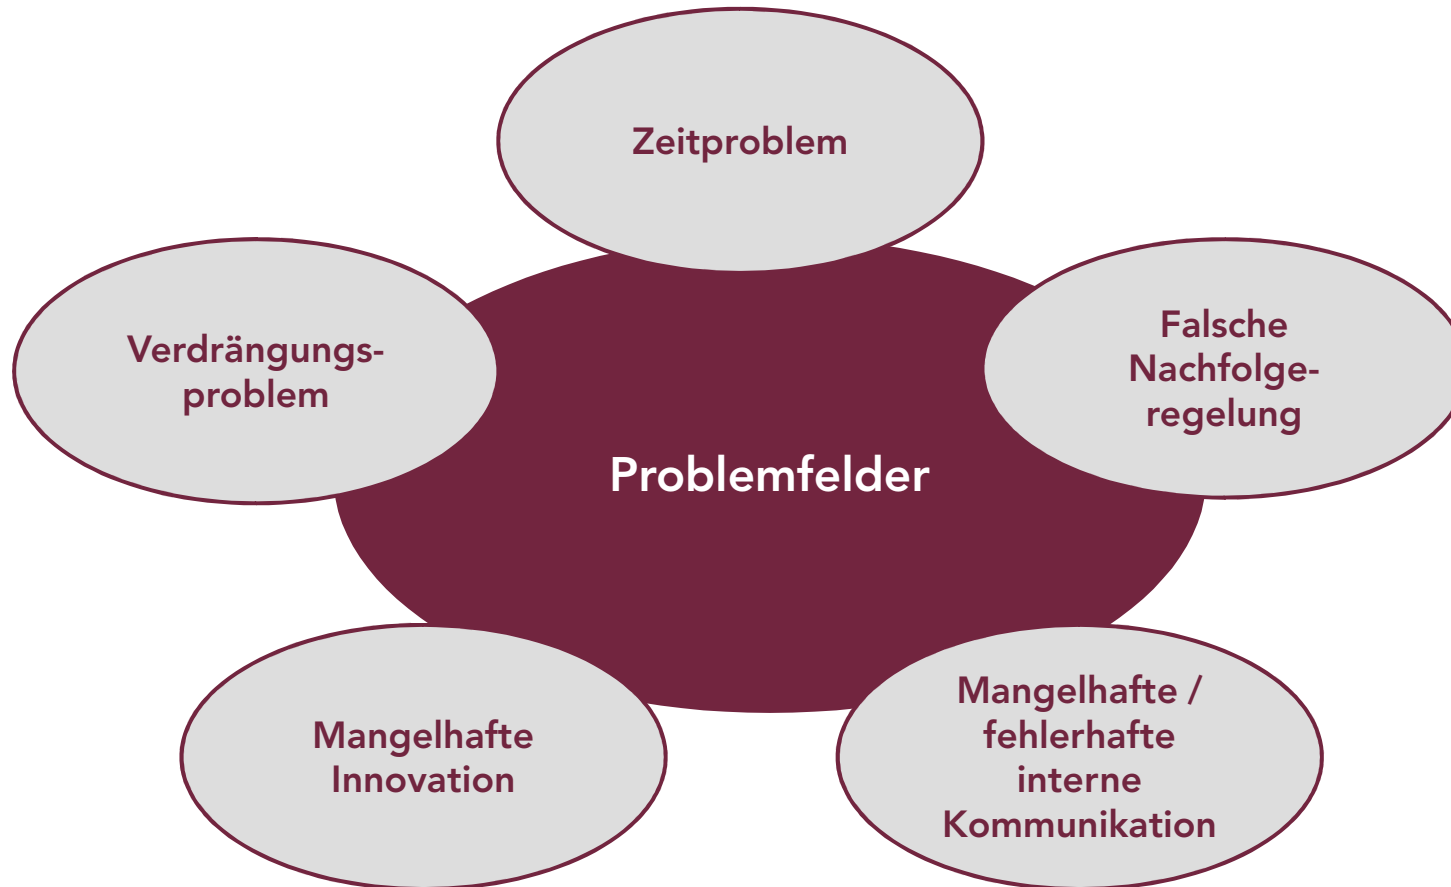 Zeitproblem
Verdrängungs-
problem
Falsche
Nachfolge-
regelung
Problemfelder
Mangelhafte
Innovation
Mangelhafte /
fehlerhafte
interne
Kommunikation